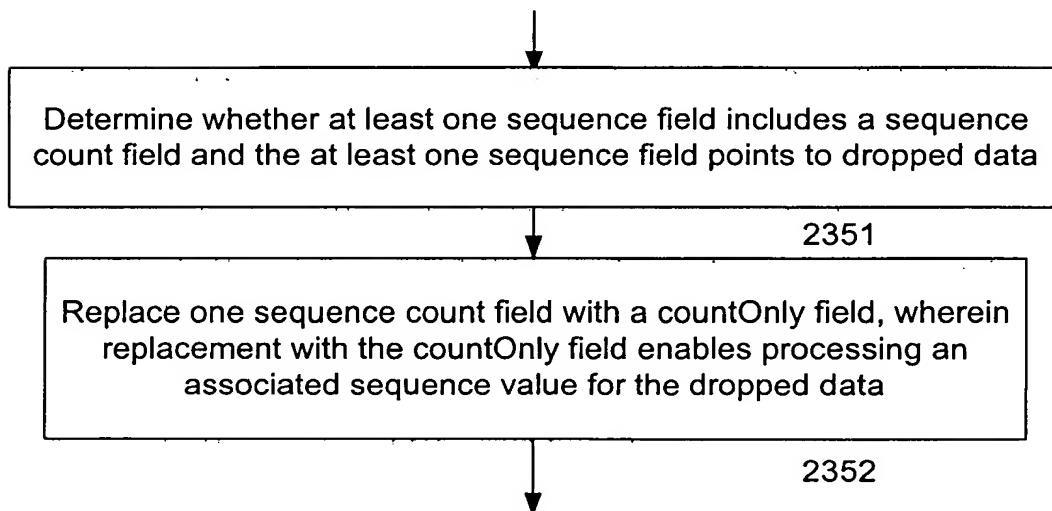 Determine whether at least one sequence field includes a sequence
count field and the at least one sequence field points to dropped data
2351
Replace one sequence count field with a countOnly field, wherein
replacement with the countOnly field enables processing an
associated sequence value for the dropped data
2352